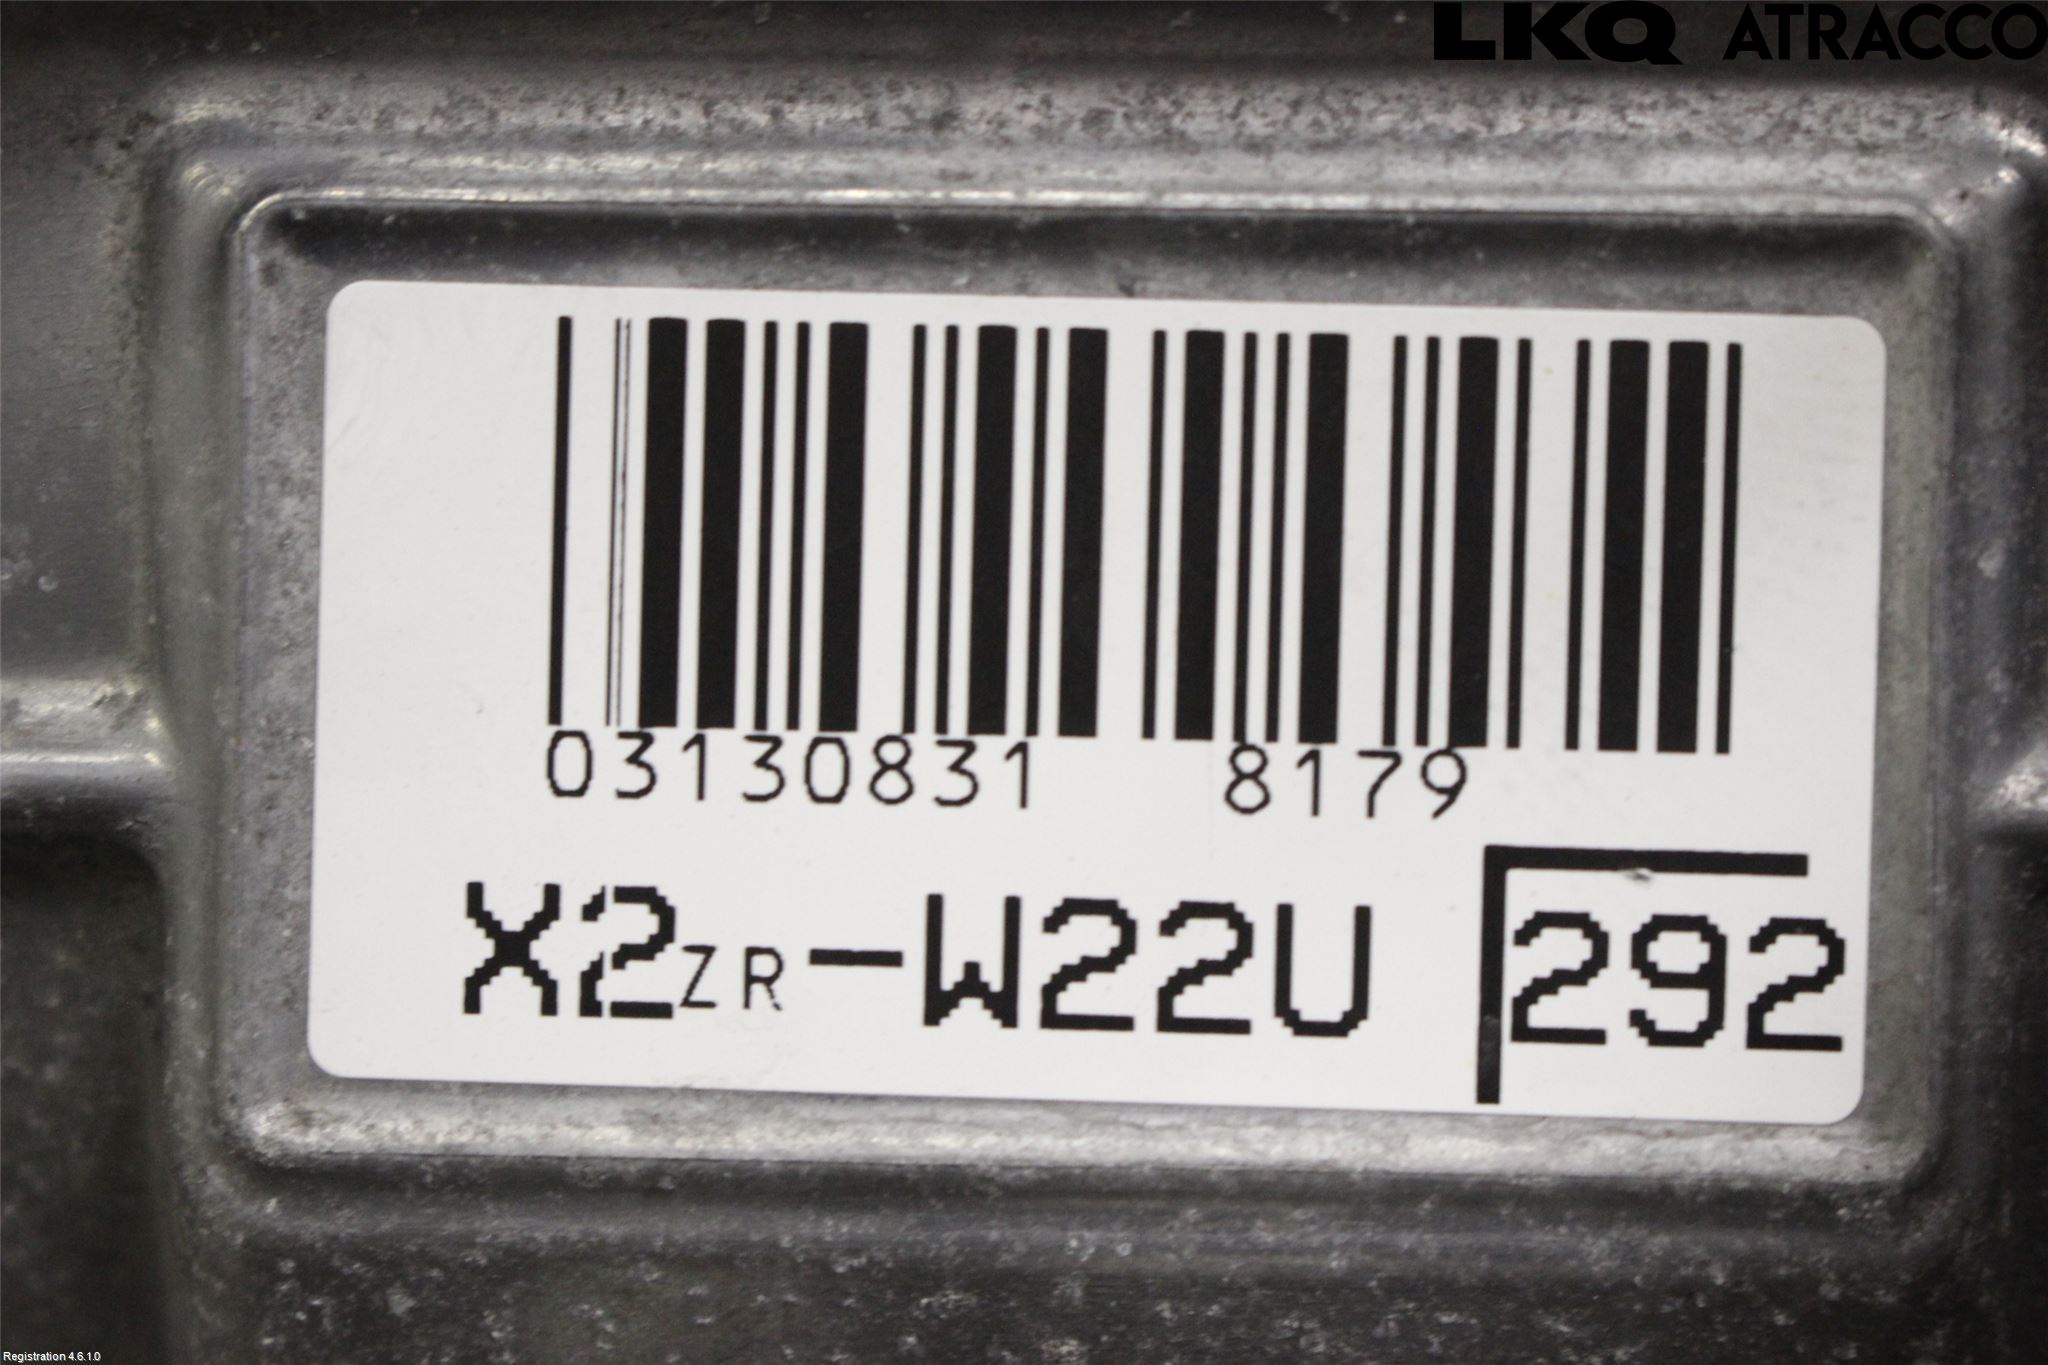 LKQ ATRACCO
03130831 8179
X2ZR-W22U 292
Registration 4.6.1.0